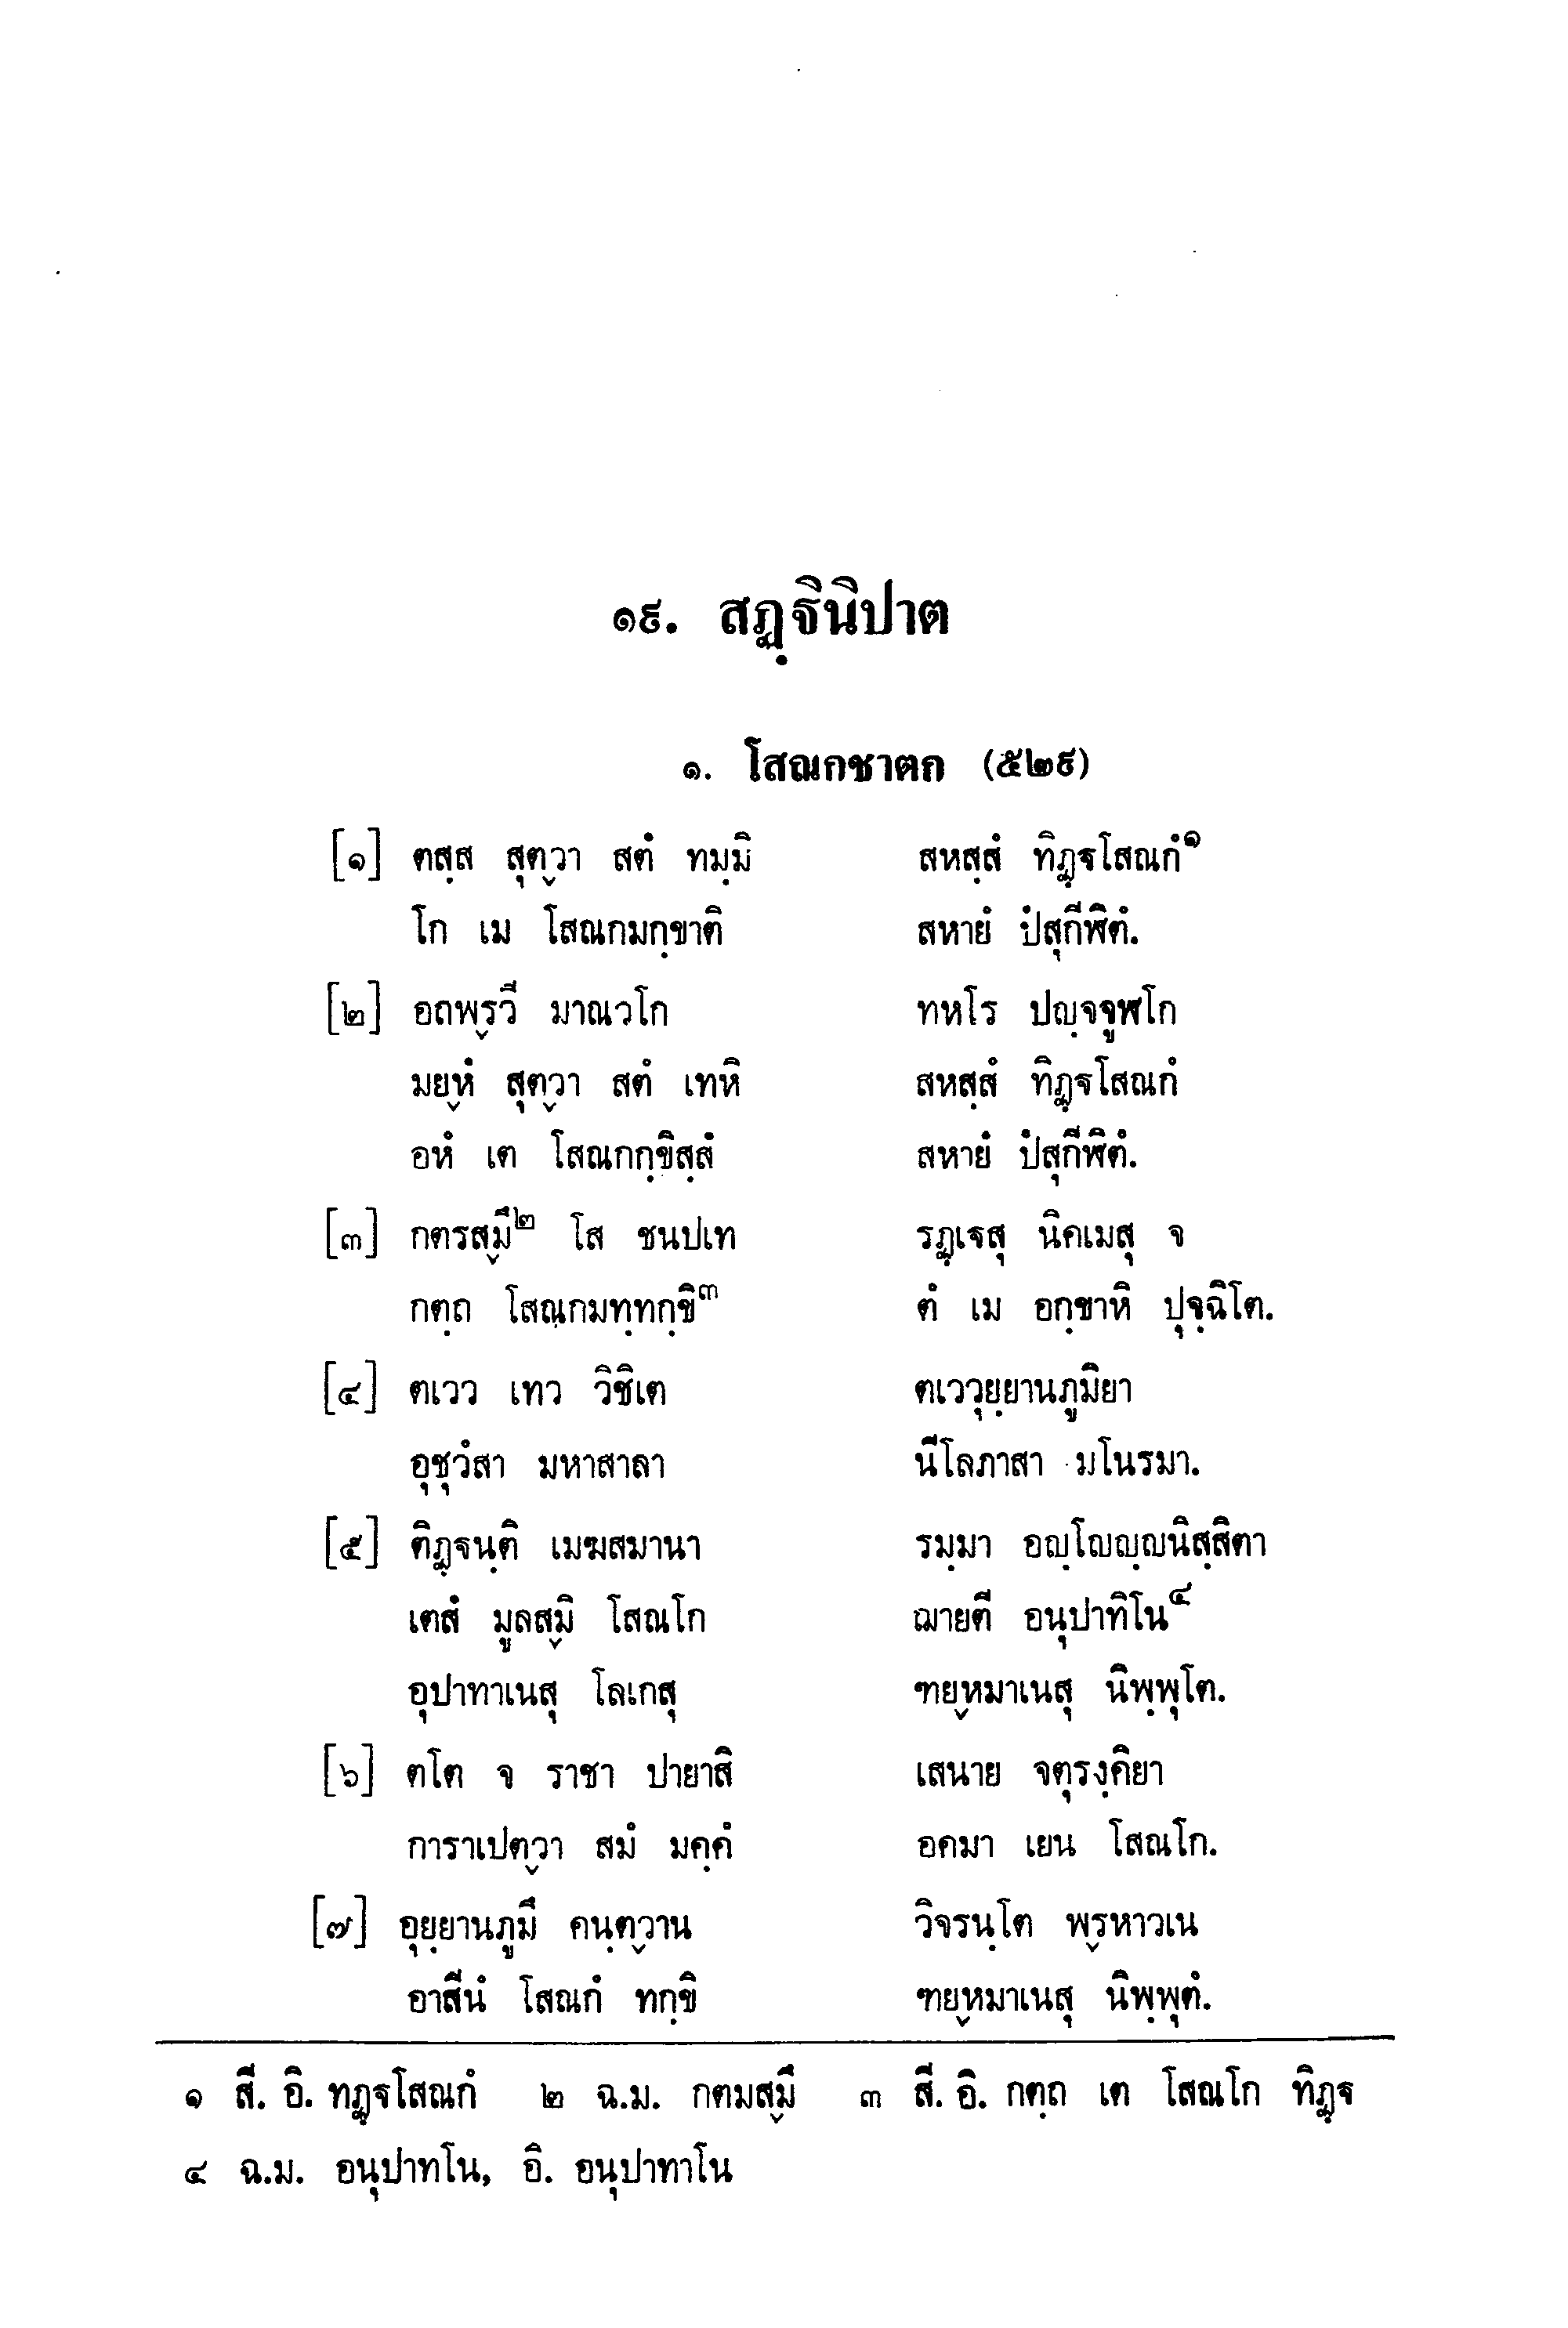 ๑๙. สฏฺฐินิปาต
๑. โสณกชาตก (๕๒๙)
[๑] ตสฺส สุตฺวา สตํ ทมฺมิ สหสฺสํ ทิฏฺฐโสณกํ๑
โก เม โสณกมกฺขาติ สหายํ ปํสุกีฬิตํ.
[๒] อถพฺรวี มาณวโก ทหโร ปญฺจจูฬโก
มยฺหํ สุตฺวา สตํ เทหิ สหสฺสํ ทิฏฺฐโสณกํ
อหํ เต โสณกกฺขิสฺสํ สหายํ ปํสุกีฬิตํ.
[๓] กตรสฺมึ๒ โส ชนปเท รฏฺเฐสุ นิคเมสุ จ
กตฺถ โสณกมทฺทกฺขิ๓ ตํ เม อกฺขาหิ ปุจฺฉิโต.
[๔] ตเวว เทว วิชิเต ตเววุยฺยานภูมิยา
อุชุวํสา มหาสาลา นีโลภาสา มโนรมา.
[๕] ติฏฺฐนฺติ เมฆสมานา รมฺมา อญฺโญญฺญนิสฺสิตา
เตสํ มูลสฺมิ โสณโก ฌายตี อนุปาทิโน๔
อุปาทาเนสุ โลเกสุ ฑยฺหมาเนสุ นิพฺพุโต.
[๖] ตโต จ ราชา ปายาสิ เสนาย จตุรงฺคิยา
การาเปตฺวา สมํ มคฺคํ อคมา เยน โสณโก.
[๗] อุยฺยานภูมึ คนฺตฺวาน วิจรนฺโต พฺรหาวเน
อาสีนํ โสณกํ ทกฺขิ ฑยฺหมาเนสุ นิพฺพุตํ.
๑ สี. อิ. ทฏฺฐโสณกํ ๒ ฉ.ม. กตมสฺมึ ๓ สี. อิ. กตฺถ เต โสณโก ทิฏฺฐ
๔ ฉ.ม. อนุปาทโน, อิ. อนุปาทาโน